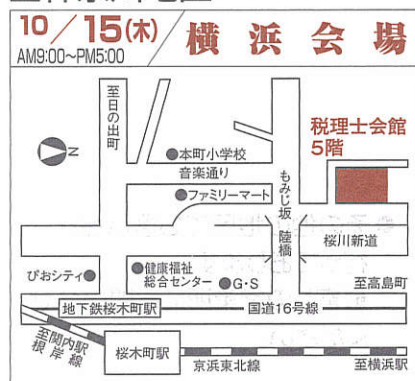 10/15(木)
AM9:00~PM5:00
横浜会場
至日の出町
N
●本町小学校
音楽通り
●ファミリーマート
もみじ坂
陸橋
税理士会館
5階
桜川新道
ぴおシティ●
●健康福祉
総合センター
●G・S
至高島町
地下鉄桜木町駅
国道16号線
至関内駅
根岸線
桜木町駅
京浜東北線
至横浜駅